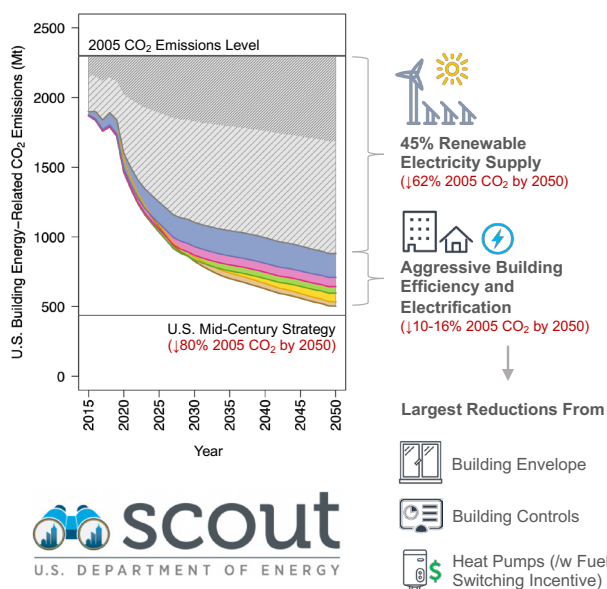 2500
2000
1500
1000
500
0
U.S. Building Energy−Related CO2 Emissions (Mt)
2005 CO2 Emissions Level
U.S. Mid-Century Strategy
(↓80% 2005 CO2 by 2050)
2015
2020
2025
2030
2035
2040
2045
2050
Year
45% Renewable
Electricity Supply
(↓62% 2005 CO2 by 2050)
Aggressive Building
Efficiency and
Electrification
(↓10-16% 2005 CO2 by 2050)
Largest Reductions From
Building Envelope
Building Controls
$
Heat Pumps (/w Fuel
Switching Incentive)
scout
U.S. DEPARTMENT OF ENERGY